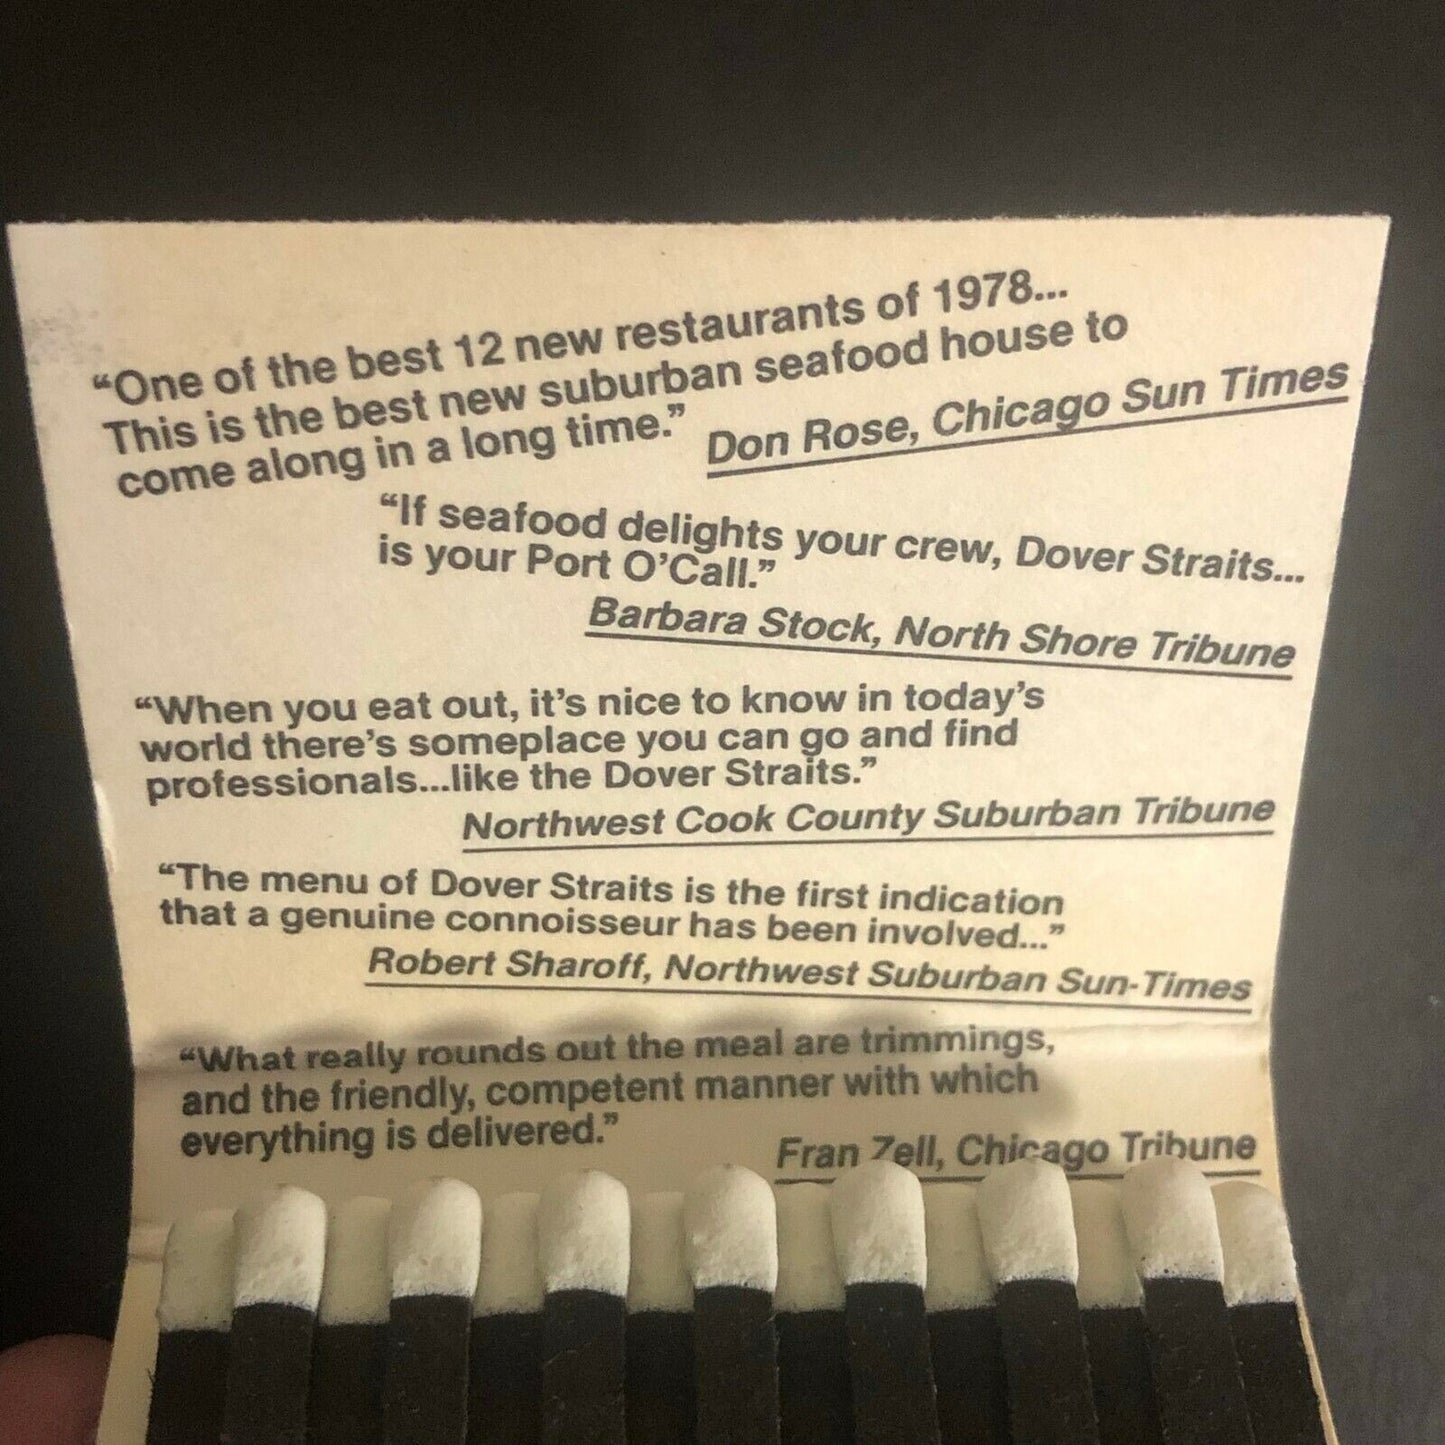 “One of the best 12 new restaurants of 1978...
This is the best new suburban seafood house to
come along in a long time.”
Don Rose, Chicago Sun Times
“If seafood delights your crew, Dover Straits...
is your Port O’Call.”
Barbara Stock, North Shore Tribune
“When you eat out, it’s nice to know in today’s
world there’s someplace you can go and find
professionals...like the Dover Straits.”
Northwest Cook County Suburban Tribune
“The menu of Dover Straits is the first indication
that a genuine connoisseur has been involved...”
Robert Sharoff, Northwest Suburban Sun-Times
“What really rounds out the meal are trimmings,
and the friendly, competent manner with which
everything is delivered.”
Fran Zell, Chicago Tribune